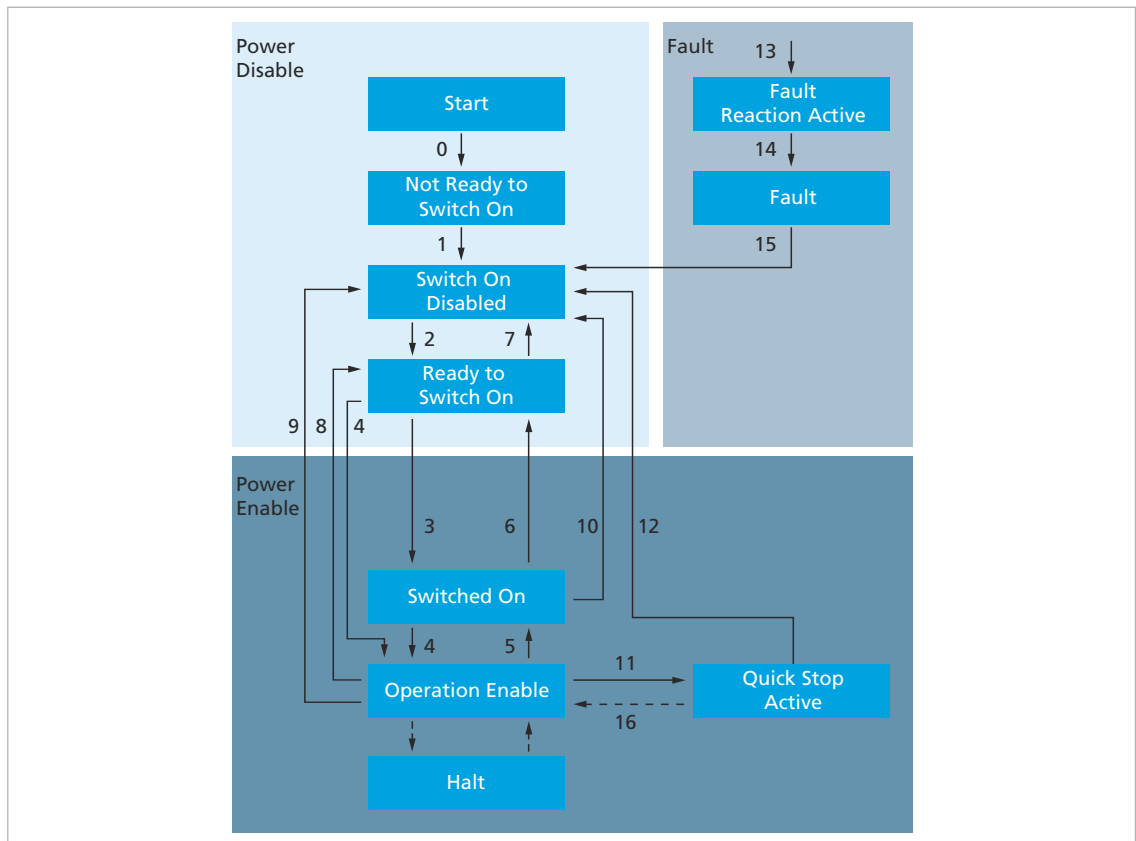 Power
Disable
Start
0
Not Ready to
Switch On
1
Switch On
Disabled
2
7
Ready to
Switch On
9
8
4
Fault
13
Fault
Reaction Active
14
Fault
15
Power
Enable
3
6
10
12
Switched On
4
5
11
Operation Enable
Quick Stop
Active
16
Halt